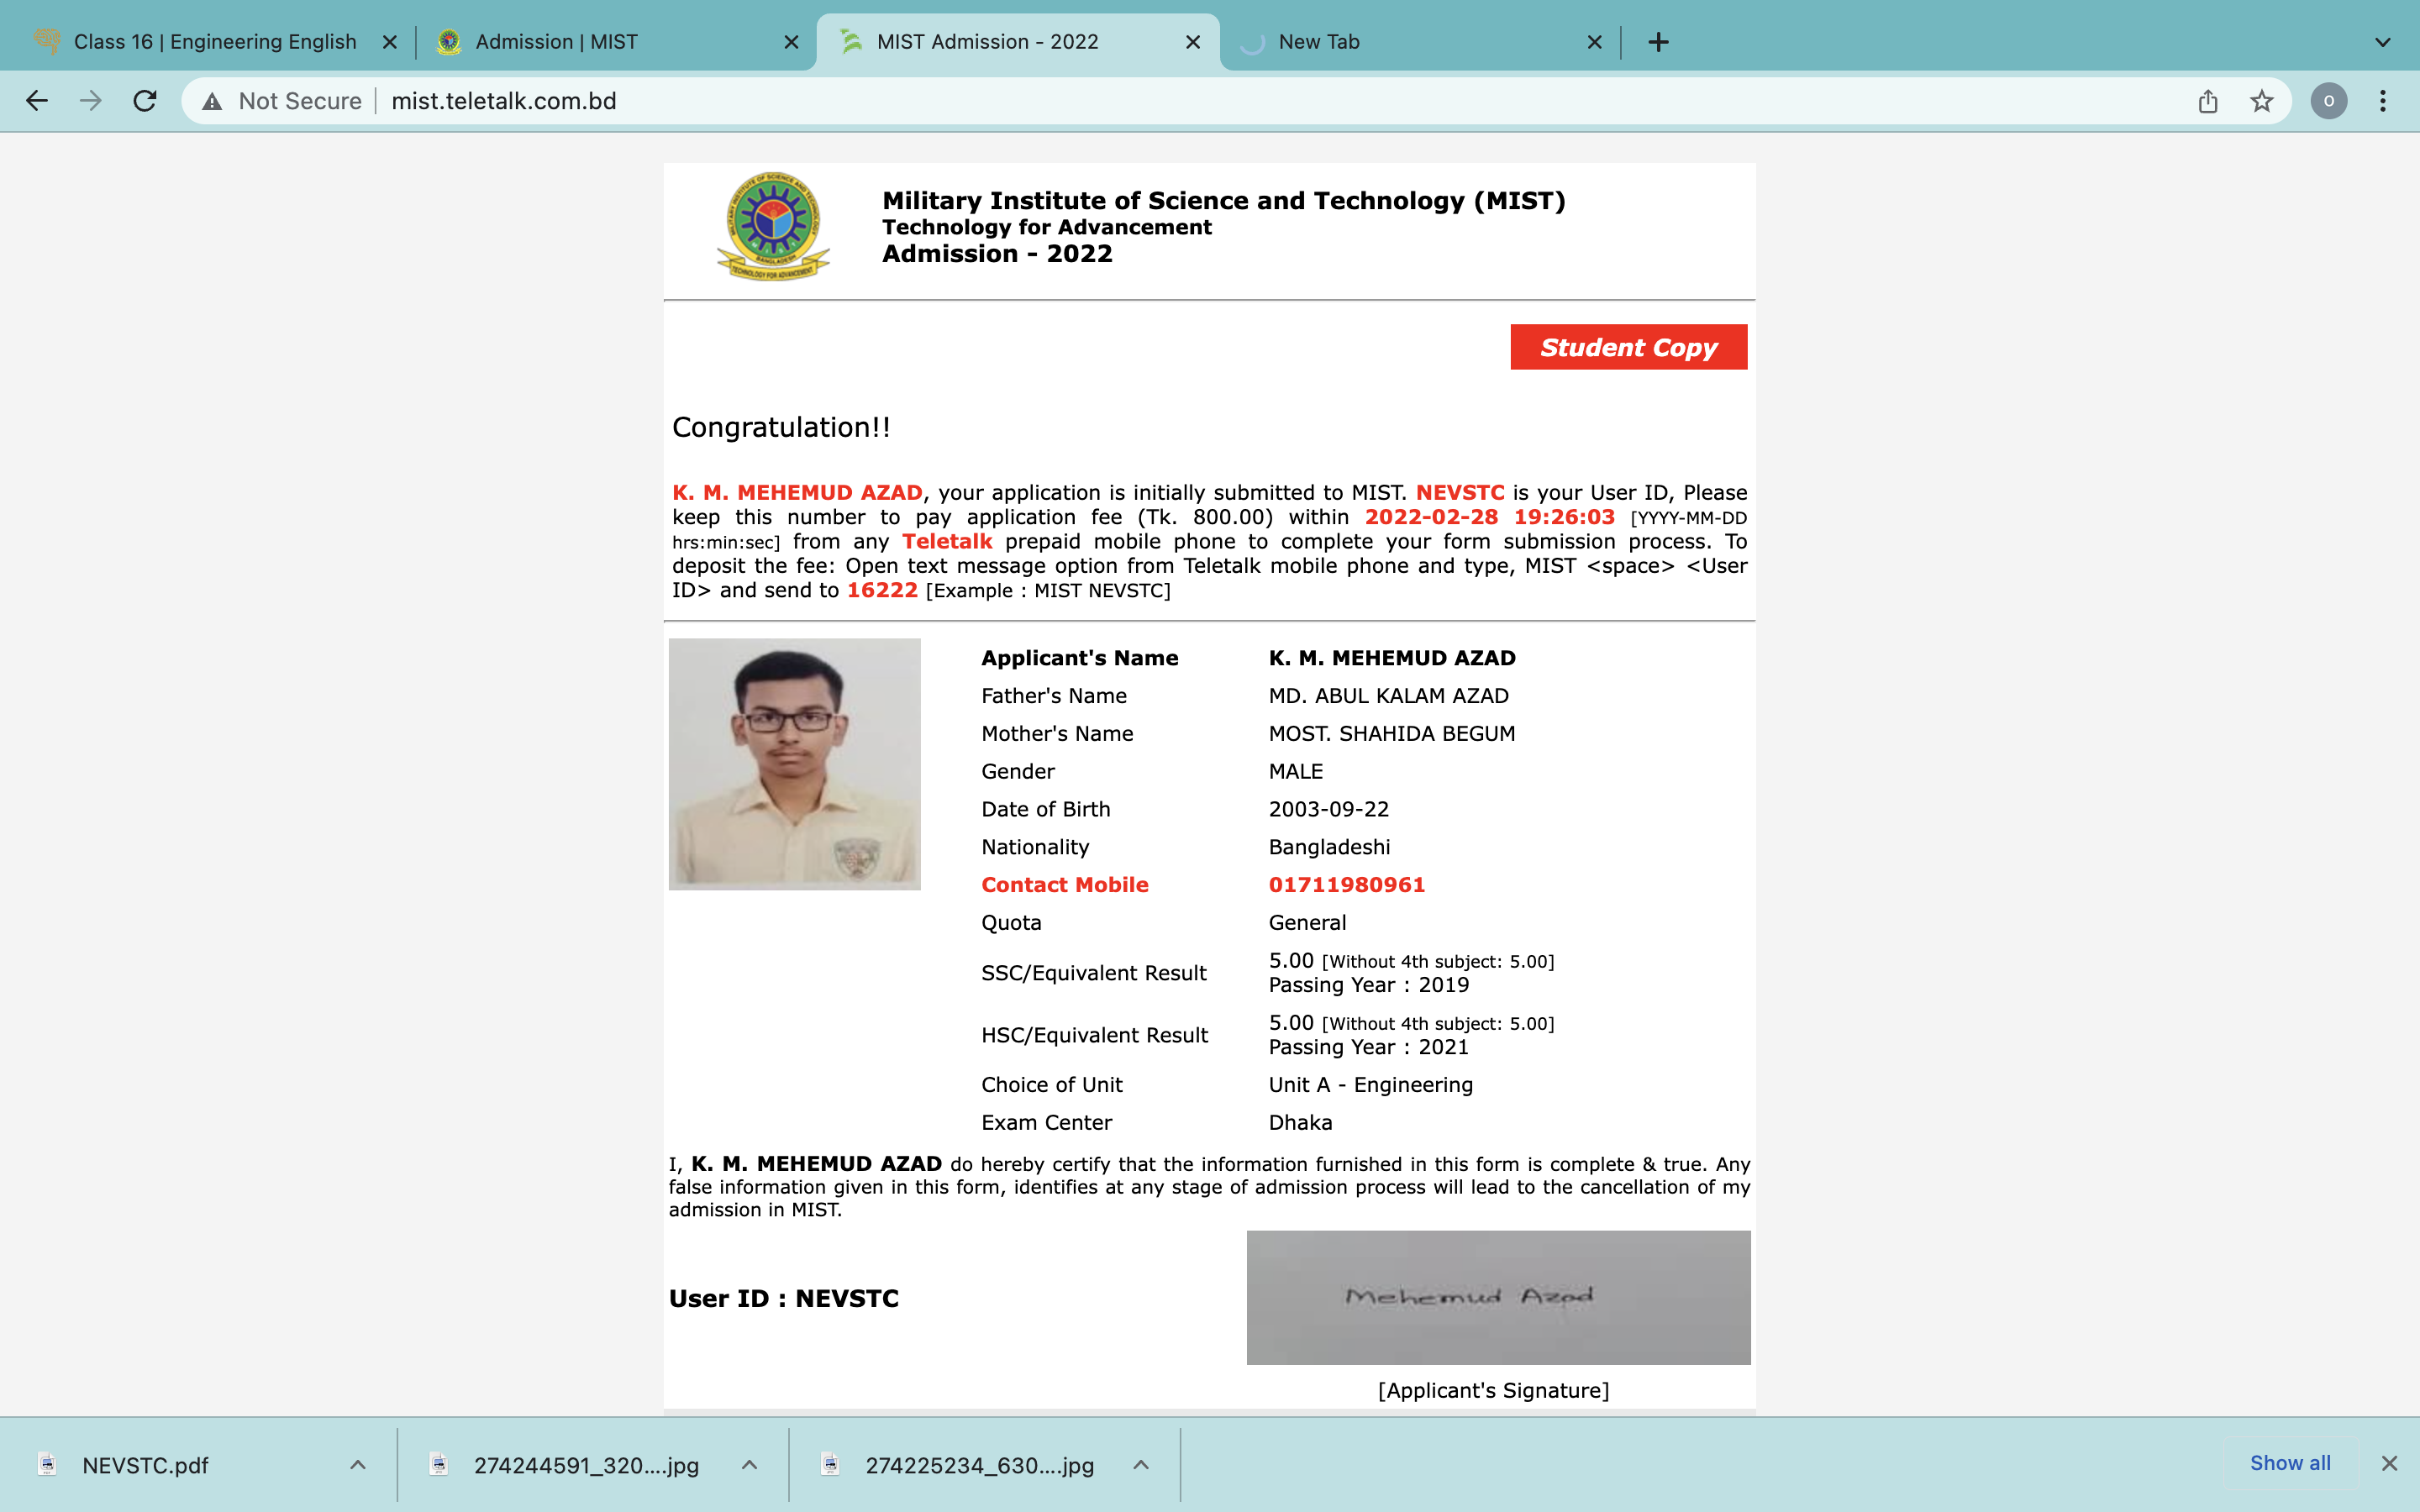 Class 16 | Engineering English
Admission | MIST
MIST Admission - 2022
New Tab
Not Secure
mist.teletalk.com.bd
O
MILITARY INSTITUTE OF SCIENCE AND TECHNOLOGY
BANGLADESH
TECHNOLOGY FOR ADVANCEMENT
Military Institute of Science and Technology (MIST)
Technology for Advancement
Admission - 2022
Student Copy
Congratulation!!
K. M. MEHEMUD AZAD, your application is initially submitted to MIST. NEVSTC is your User ID, Please
keep this number to pay application fee (Tk. 800.00) within 2022-02-28 19:26:03 [YYYY-MM-DD
hrs:min:sec] from any Teletalk prepaid mobile phone to complete your form submission process. To
deposit the fee: Open text message option from Teletalk mobile phone and type, MIST <space> <User
ID> and send to 16222 [Example : MIST NEVSTC]
Applicant's Name K. M. MEHEMUD AZAD
Father's Name MD. ABUL KALAM AZAD
Mother's Name MOST. SHAHIDA BEGUM
Gender MALE
Date of Birth 2003-09-22
Nationality Bangladeshi
Contact Mobile 01711980961
Quota General
SSC/Equivalent Result 5.00 [Without 4th subject: 5.00]
Passing Year : 2019
HSC/Equivalent Result 5.00 [Without 4th subject: 5.00]
Passing Year : 2021
Choice of Unit Unit A - Engineering
Exam Center Dhaka
I, K. M. MEHEMUD AZAD do hereby certify that the information furnished in this form is complete & true. Any
false information given in this form, identifies at any stage of admission process will lead to the cancellation of my
admission in MIST.
Mehemud Azad
User ID : NEVSTC
[Applicant's Signature]
NEVSTC.pdf
274244591_320....jpg
274225234_630....jpg
Show all